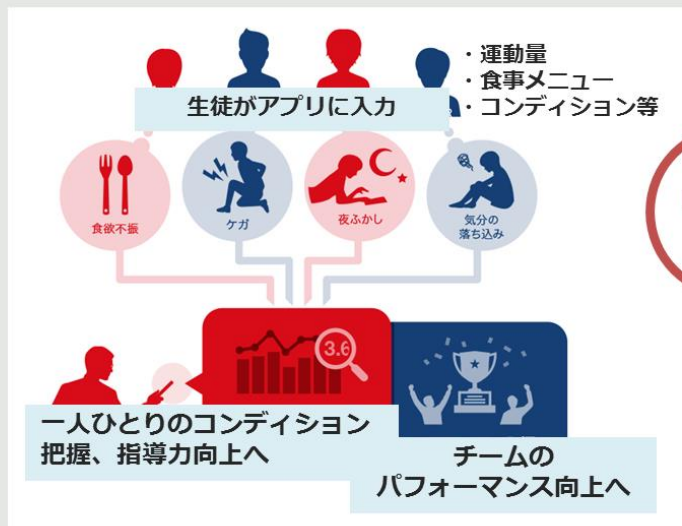 ・運動量
・食事メニュー
・コンディション等
生徒がアプリに入力
食欲不振
ケガ
夜ふかし
気分の
落ち込み
3.6
一人ひとりのコンディション
把握、指導力向上へ
チームの
パフォーマンス向上へ